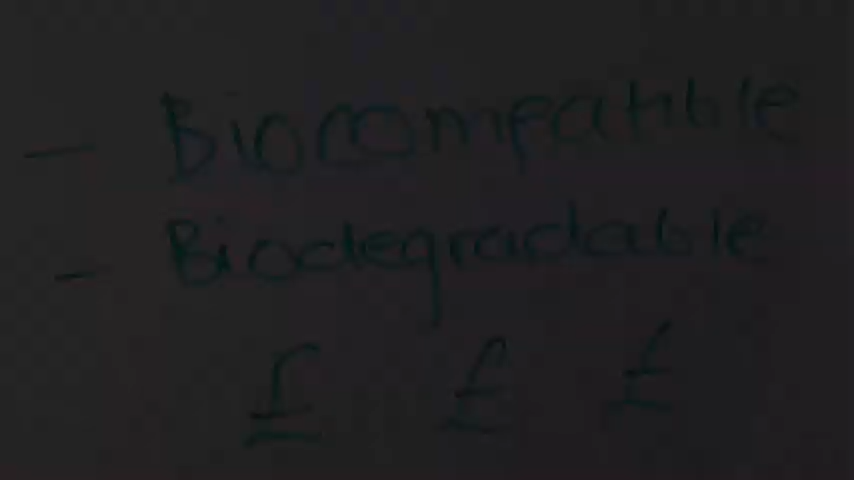 - Biocompatible
- Biodegradable
£ £ £